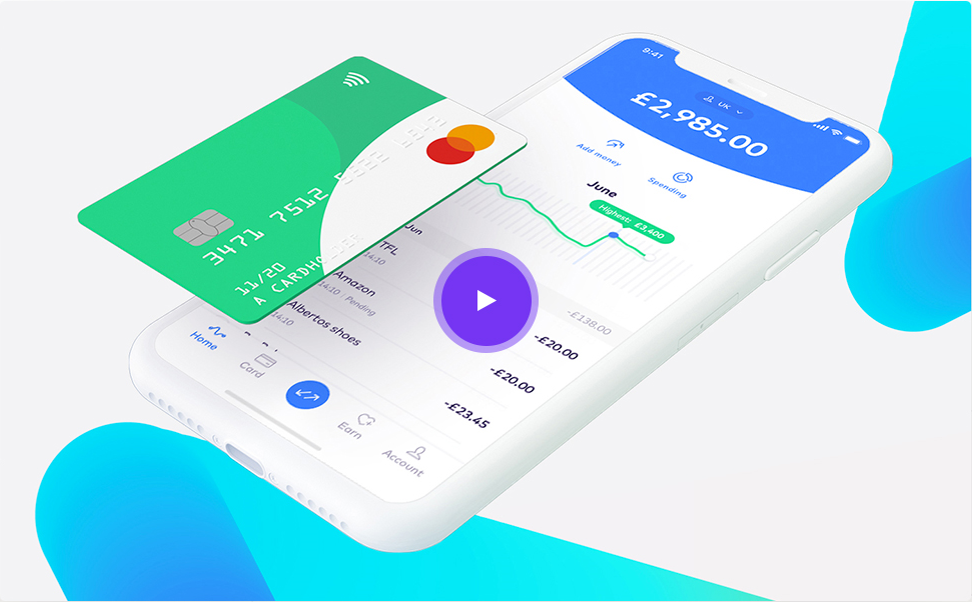 9:41
UK
£2,985.00
Add money
Spending
June
Highest: £3,400
Jun
-£138.00
TFL
14:10
-£20.00
Amazon
14:10 · Pending
-£20.00
Albertos shoes
14:10
-£23.45
Home
Card
Earn
Account
3471 7512
11/20
A CARDHOLDER